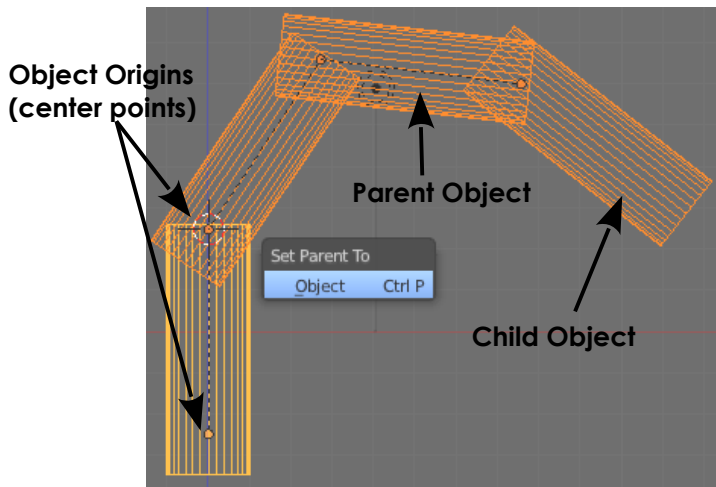 Object Origins
(center points)
Parent Object
Set Parent To
Object Ctrl P
Child Object